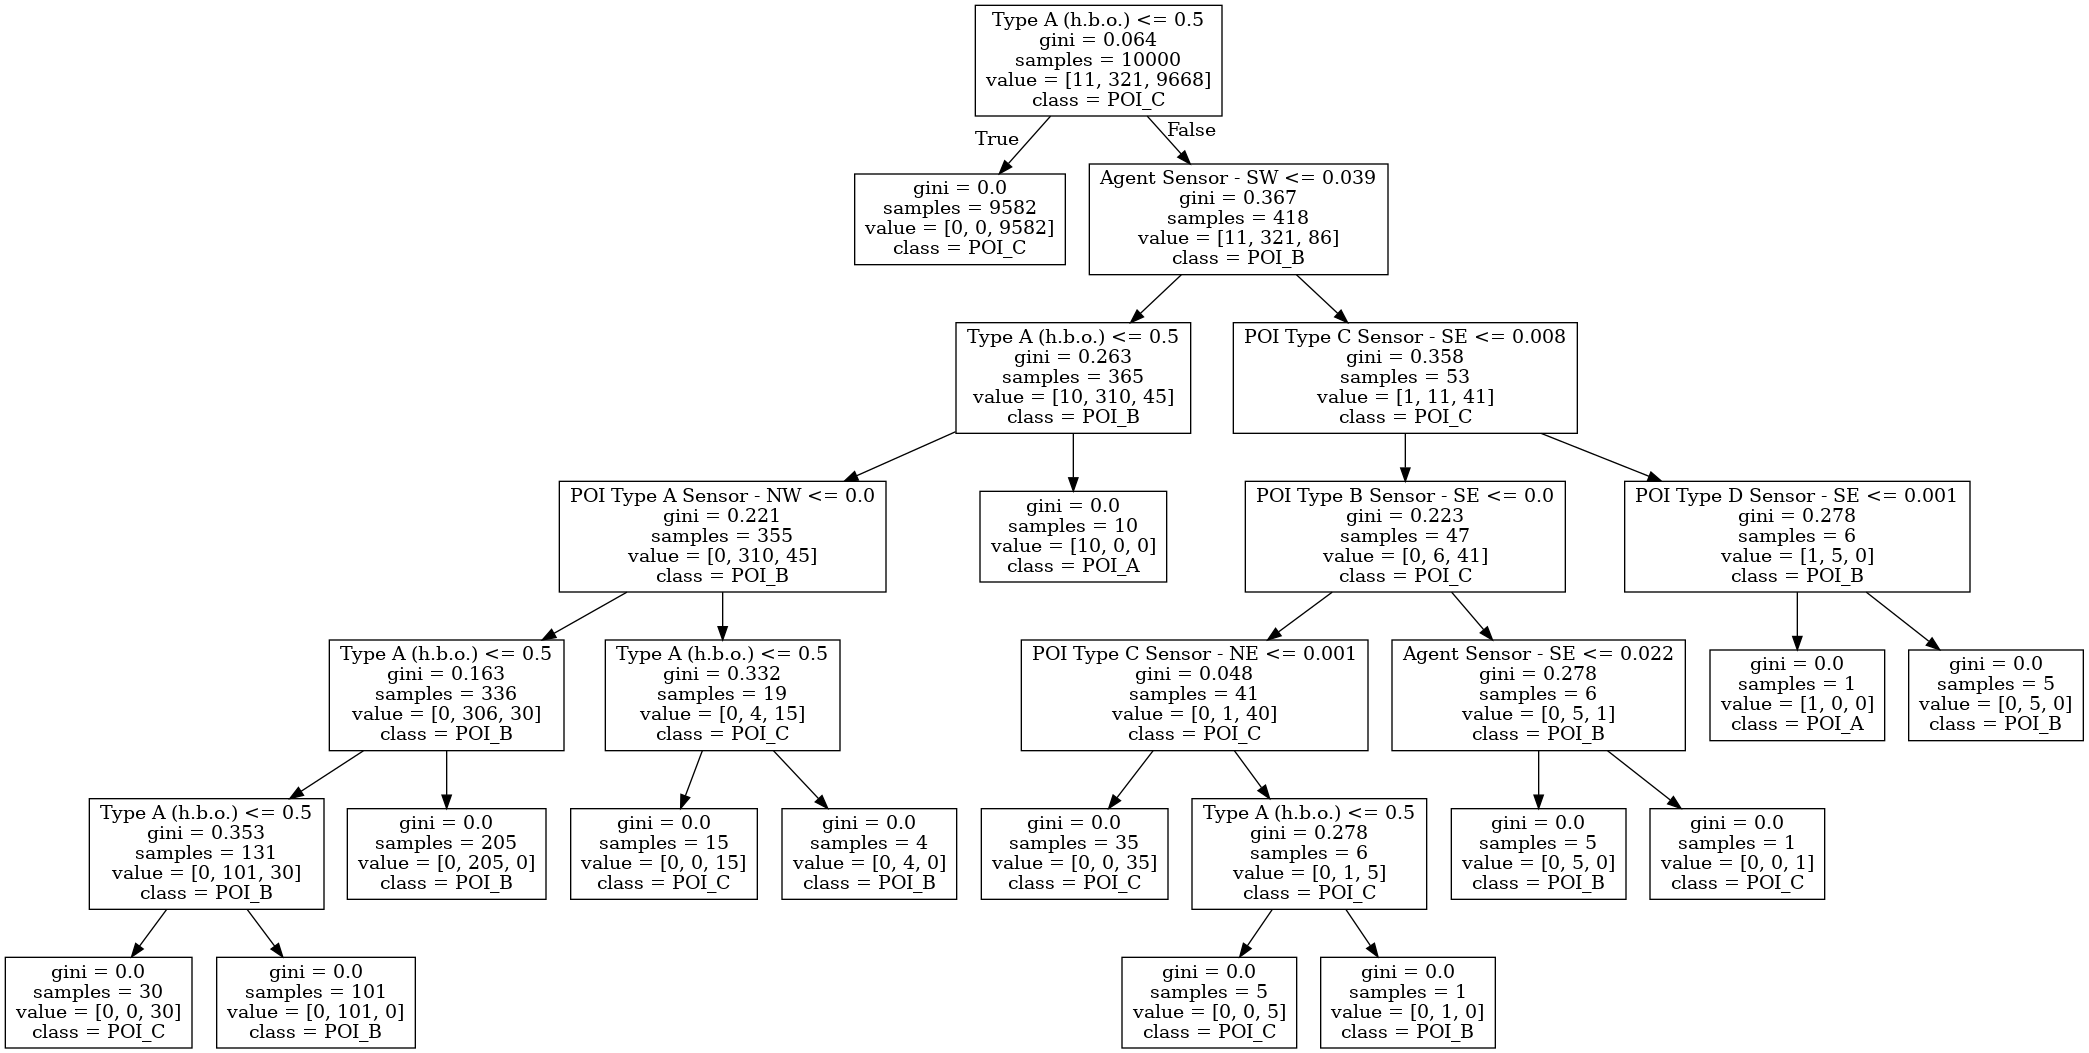 Type A (h.b.o.) <= 0.5
gini = 0.064
samples = 10000
value = [11, 321, 9668]
class = POI_C
True
False
gini = 0.0
samples = 9582
value = [0, 0, 9582]
class = POI_C
Agent Sensor - SW <= 0.039
gini = 0.367
samples = 418
value = [11, 321, 86]
class = POI_B
Type A (h.b.o.) <= 0.5
gini = 0.263
samples = 365
value = [10, 310, 45]
class = POI_B
POI Type C Sensor - SE <= 0.008
gini = 0.358
samples = 53
value = [1, 11, 41]
class = POI_C
POI Type A Sensor - NW <= 0.0
gini = 0.221
samples = 355
value = [0, 310, 45]
class = POI_B
gini = 0.0
samples = 10
value = [10, 0, 0]
class = POI_A
POI Type B Sensor - SE <= 0.0
gini = 0.223
samples = 47
value = [0, 6, 41]
class = POI_C
POI Type D Sensor - SE <= 0.001
gini = 0.278
samples = 6
value = [1, 5, 0]
class = POI_B
Type A (h.b.o.) <= 0.5
gini = 0.163
samples = 336
value = [0, 306, 30]
class = POI_B
Type A (h.b.o.) <= 0.5
gini = 0.332
samples = 19
value = [0, 4, 15]
class = POI_C
POI Type C Sensor - NE <= 0.001
gini = 0.048
samples = 41
value = [0, 1, 40]
class = POI_C
Agent Sensor - SE <= 0.022
gini = 0.278
samples = 6
value = [0, 5, 1]
class = POI_B
gini = 0.0
samples = 1
value = [1, 0, 0]
class = POI_A
gini = 0.0
samples = 5
value = [0, 5, 0]
class = POI_B
Type A (h.b.o.) <= 0.5
gini = 0.353
samples = 131
value = [0, 101, 30]
class = POI_B
gini = 0.0
samples = 205
value = [0, 205, 0]
class = POI_B
gini = 0.0
samples = 15
value = [0, 0, 15]
class = POI_C
gini = 0.0
samples = 4
value = [0, 4, 0]
class = POI_B
gini = 0.0
samples = 35
value = [0, 0, 35]
class = POI_C
Type A (h.b.o.) <= 0.5
gini = 0.278
samples = 6
value = [0, 1, 5]
class = POI_C
gini = 0.0
samples = 5
value = [0, 5, 0]
class = POI_B
gini = 0.0
samples = 1
value = [0, 0, 1]
class = POI_C
gini = 0.0
samples = 30
value = [0, 0, 30]
class = POI_C
gini = 0.0
samples = 101
value = [0, 101, 0]
class = POI_B
gini = 0.0
samples = 5
value = [0, 0, 5]
class = POI_C
gini = 0.0
samples = 1
value = [0, 1, 0]
class = POI_B